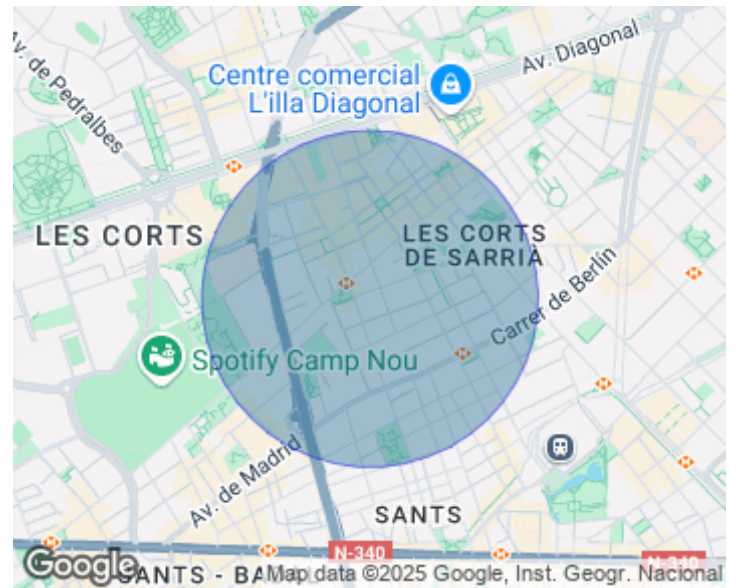 Centre comercial
L'illa Diagonal
Av. Diagonal
Av. de Pedralbes
LES CORTS
LES CORTS
DE SARRIÀ
Carrer de Berlín
Spotify Camp Nou
Av. de Madrid
SANTS
N-340
Google
SANTS - BA
Map data ©2025 Google, Inst. Geogr. Nacional